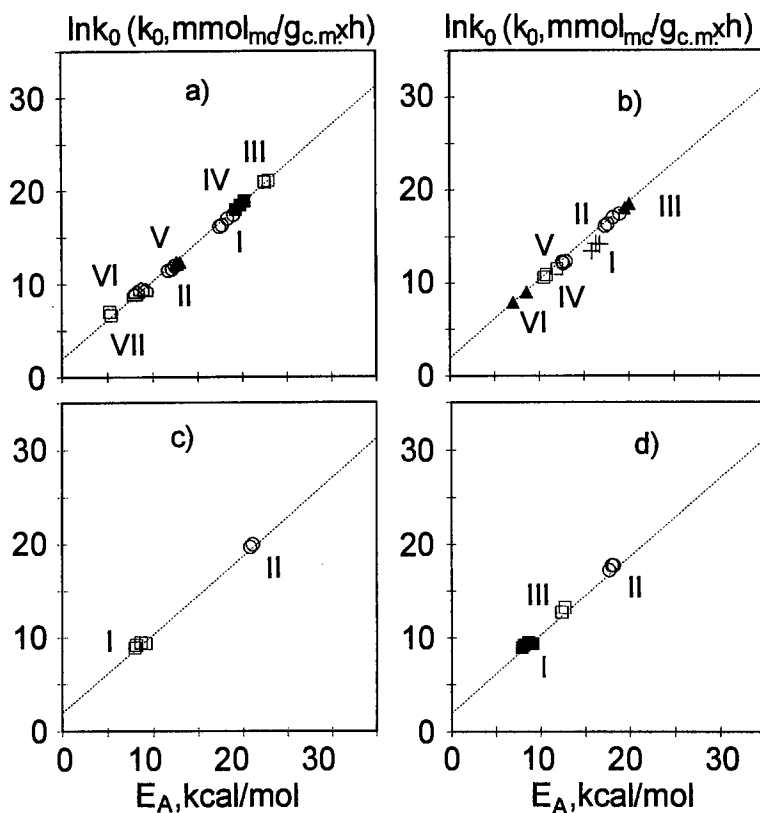 lnk₀ (k₀,mmolmc/gc.m.xh) lnk₀ (k₀,mmolmc/gc.m.xh)
a)
30
III
IV
20
I
V
10
VI
II
VII
0
b)
30
II
III
20
I
V
10
IV
VI
0
c)
30
20
II
I
10
0
0 10 20 30
E_A,kcal/mol
d)
30
20
III
II
10
I
0
0 10 20 30
E_A,kcal/mol